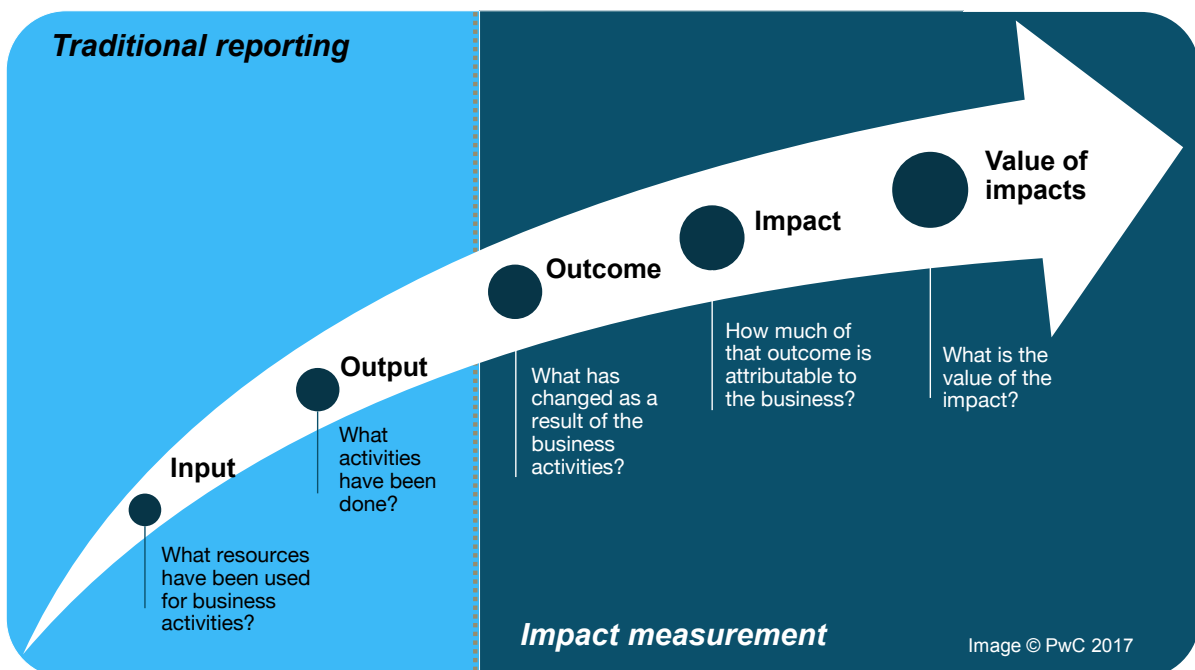 Traditional reporting
Input
What resources
have been used
for business
activities?
Output
What
activities
have been
done?
Outcome
What has
changed as a
result of the
business
activities?
Impact
How much of
that outcome is
attributable to
the business?
Value of
impacts
What is the
value of the
impact?
Impact measurement
Image © PwC 2017